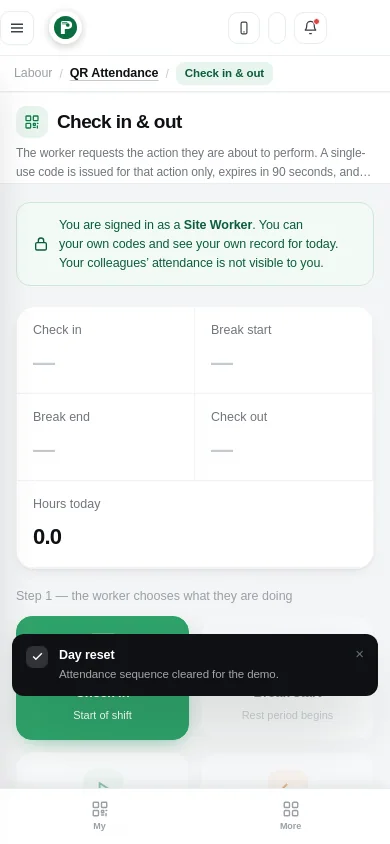 Labour / QR Attendance / Check in & out
Check in & out
The worker requests the action they are about to perform. A single-
use code is issued for that action only, expires in 90 seconds, and…
You are signed in as a Site Worker. You can
your own codes and see your own record for today.
Your colleagues’ attendance is not visible to you.
Check in
Break start
—
—
Break end
Check out
—
—
Hours today
0.0
Step 1 — the worker chooses what they are doing
Day reset
Attendance sequence cleared for the demo.
Start of shift
Rest period begins
My
More